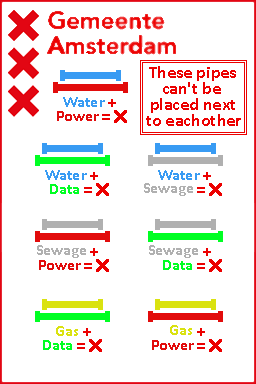 Gemeente
Amsterdam
These pipes
can't be
placed next
to eachother
Water +
Power =
Water +
Data =
Water +
Sewage =
Sewage +
Power =
Sewage +
Data =
Gas +
Data =
Gas +
Power =